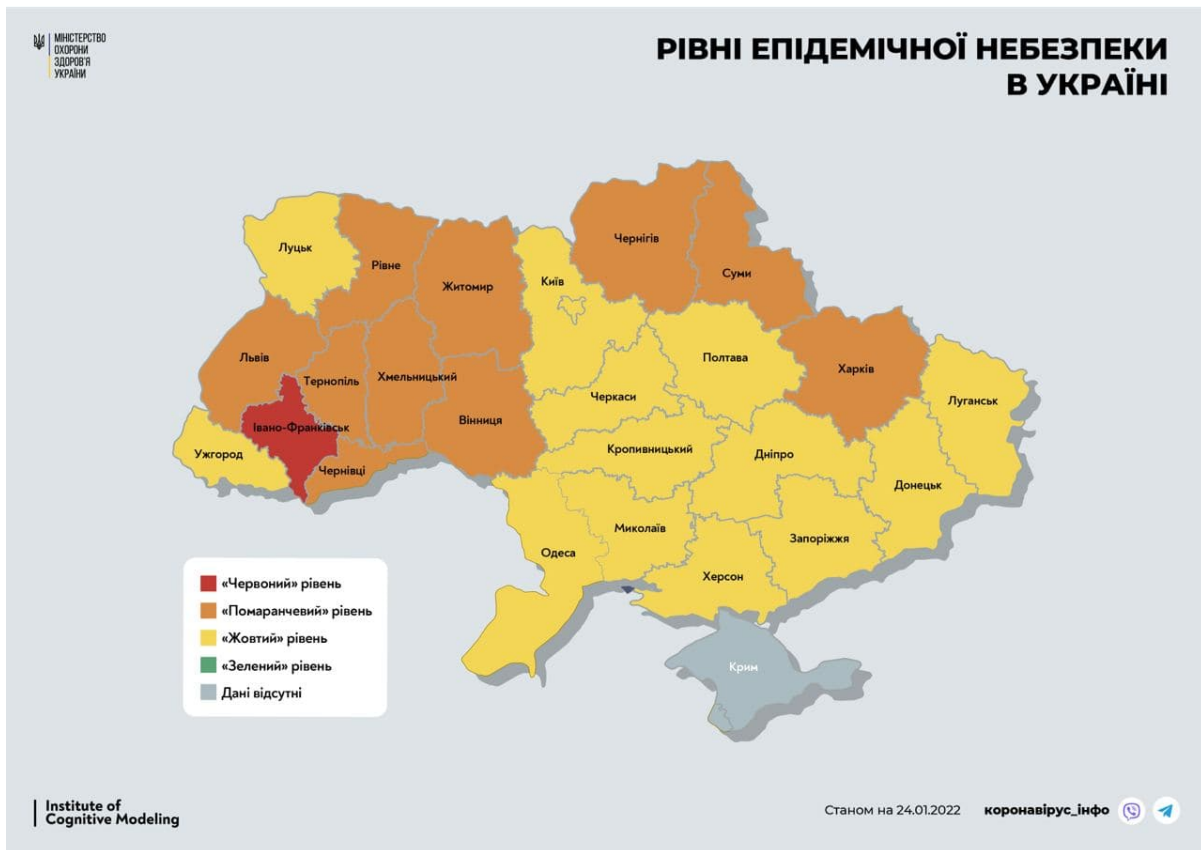 МІНІСТЕРСТВО
ОХОРОНИ
ЗДОРОВ'Я
УКРАЇНИ
РІВНІ ЕПІДЕМІЧНОЇ НЕБЕЗПЕКИ
В УКРАЇНІ
Луцьк
Рівне
Житомир
Київ
Чернігів
Суми
Львів
Тернопіль
Хмельницький
Вінниця
Черкаси
Полтава
Харків
Луганськ
Івано-Франківськ
Ужгород
Чернівці
Кропивницький
Дніпро
Донецьк
Одеса
Миколаїв
Херсон
Запоріжжя
Крим
«Червоний» рівень
«Помаранчевий» рівень
«Жовтий» рівень
«Зелений» рівень
Дані відсутні
Institute of
Cognitive Modeling
Станом на 24.01.2022 коронавірус_інфо